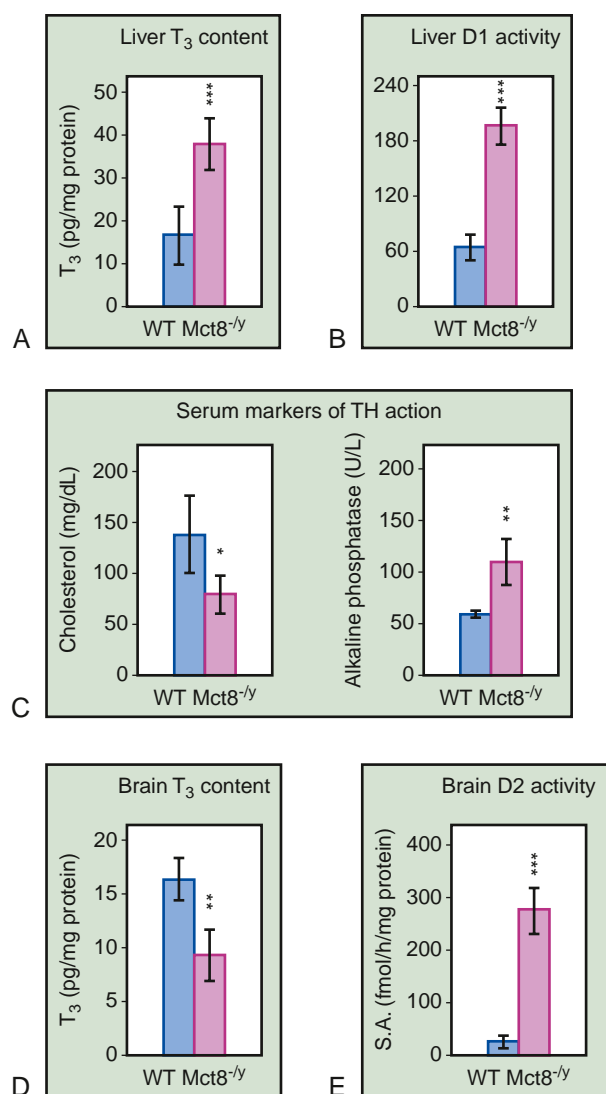 Liver T₃ content
T₃ (pg/mg protein)
50
40
30
20
10
0
***
WT Mct8⁻/ʸ
A
Liver D1 activity
240
180
120
60
0
***
WT Mct8⁻/ʸ
B
Serum markers of TH action
Cholesterol (mg/dL)
200
150
100
50
0
*
WT Mct8⁻/ʸ
Alkaline phosphatase (U/L)
200
150
100
50
0
**
WT Mct8⁻/ʸ
C
Brain T₃ content
T₃ (pg/mg protein)
20
15
10
5
0
**
WT Mct8⁻/ʸ
D
Brain D2 activity
S.A. (fmol/h/mg protein)
400
300
200
100
0
***
WT Mct8⁻/ʸ
E